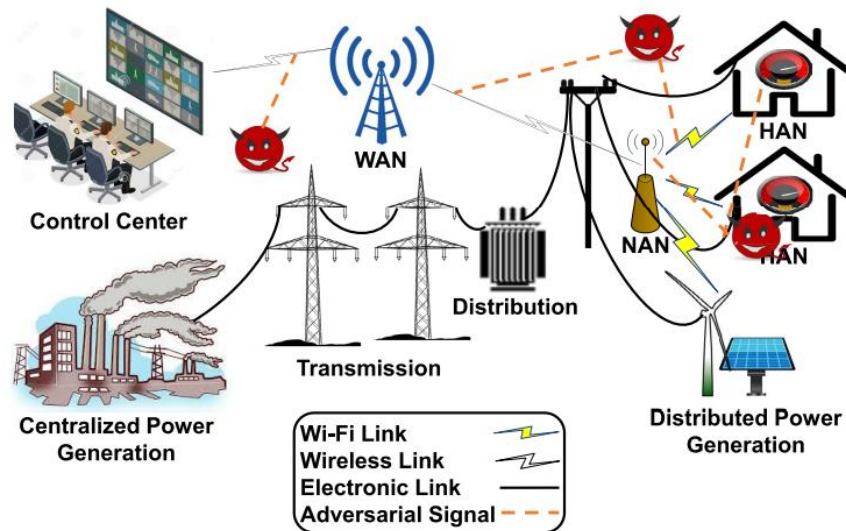 WAN
HAN
Control Center
NAN
HAN
Distribution
Transmission
Centralized Power
Generation
Distributed Power
Generation
Wi-Fi Link
Wireless Link
Electronic Link
Adversarial Signal